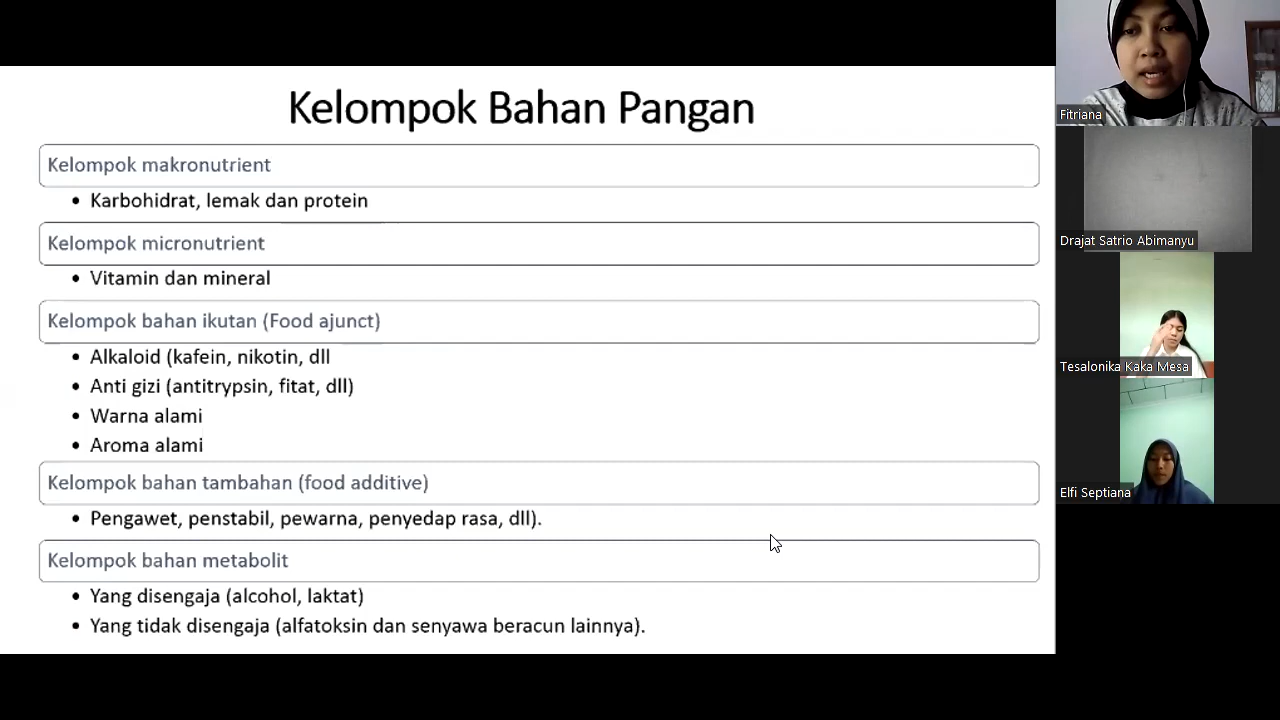 Kelompok Bahan Pangan
Kelompok makronutrient
• Karbohidrat, lemak dan protein
Kelompok micronutrient
• Vitamin dan mineral
Kelompok bahan ikutan (Food ajunct)
• Alkaloid (kafein, nikotin, dll
• Anti gizi (antitrypsin, fitat, dll)
• Warna alami
• Aroma alami
Kelompok bahan tambahan (food additive)
• Pengawet, penstabil, pewarna, penyedap rasa, dll).
Kelompok bahan metabolit
• Yang disengaja (alcohol, laktat)
• Yang tidak disengaja (alfatoksin dan senyawa beracun lainnya).
Fitriana
Drajat Satrio Abimanyu
Tesalonika Kaka Mesa
Elfi Septiana